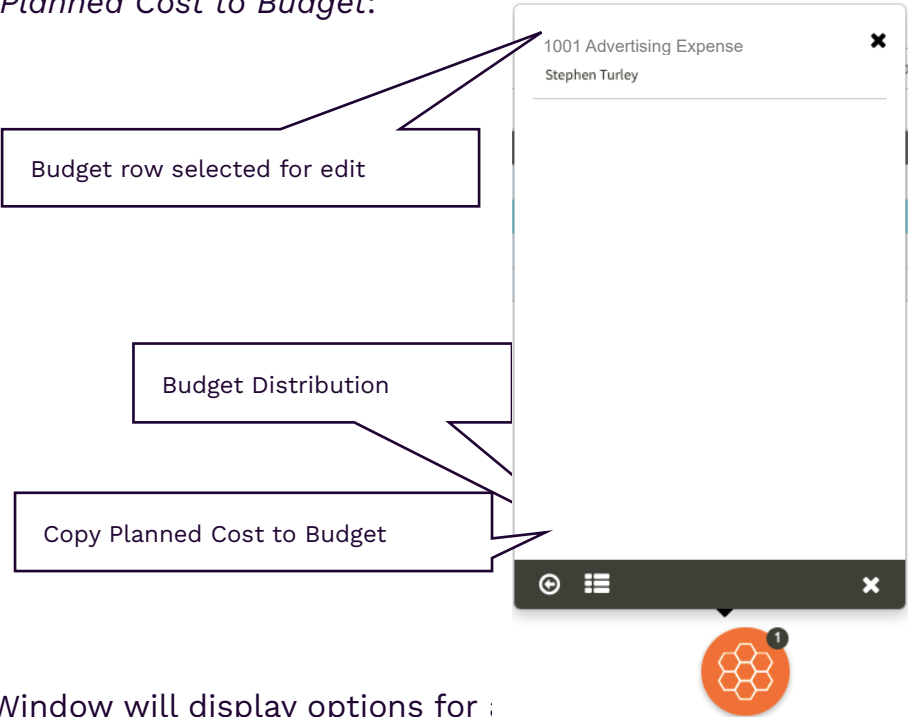 Planned Cost to Budget:
1001 Advertising Expense
Stephen Turley
Budget row selected for edit
Budget Distribution
Copy Planned Cost to Budget
1
Window will display options for